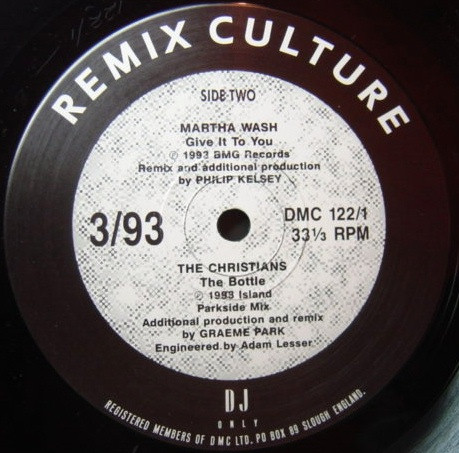 REMIX CULTURE
SIDE TWO
MARTHA WASH
Give It To You
℗ 1993 BMG Records
Remix and additional production
by PHILIP KELSEY
3/93
DMC 122/1
33⅓ RPM
THE CHRISTIANS
The Bottle
℗ 1993 Island
Parkside Mix
Additional production and remix
by GRAEME PARK
Engineered by Adam Lesser
DJ
ONLY
REGISTERED MEMBERS OF DMC LTD. PO BOX 89 SLOUGH ENGLAND.